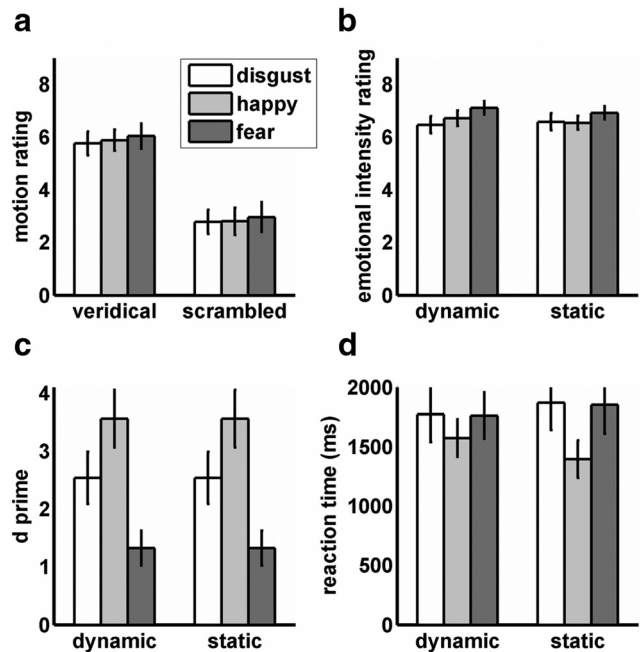 a
motion rating
8
6
4
2
0
veridical scrambled
disgust
happy
fear
b
emotional intensity rating
8
6
4
2
0
dynamic static
c
d prime
4
3
2
1
0
dynamic static
d
reaction time (ms)
2000
1500
1000
500
0
dynamic static